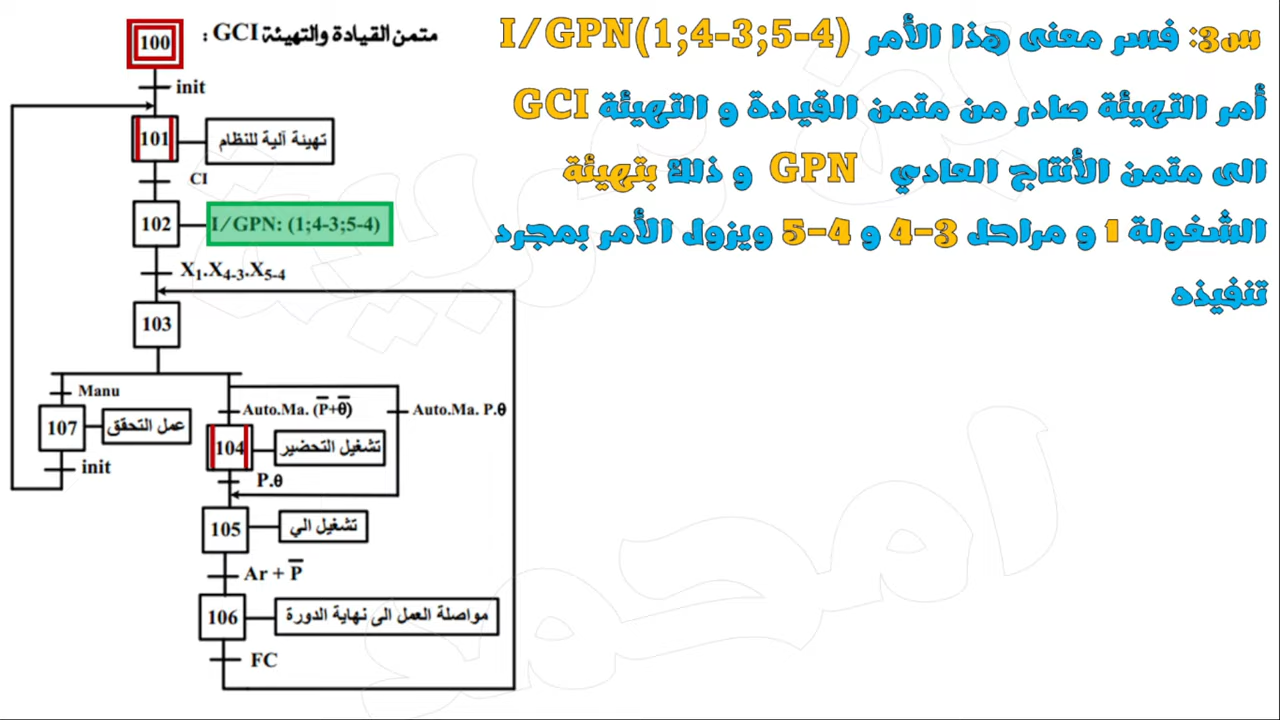 س3: فسر معنى هذا الأمر I/GPN(1;4-3;5-4)
أمر التهيئة صادر من متمن القيادة و التهيئة GCI
الى متمن الأنتاج العادي GPN و ذلك بتهيئة
الشغولة 1 و مراحل 3-4 و 4-5 ويزول الأمر بمجرد
تنفيذه
متمن القيادة والتهيئة GCI :
100
init
101
تهيئة آلية للنظام
CI
102
I/GPN: (1;4-3;5-4)
X₁.X₄₋₃.X₅₋₄
103
Manu
107
عمل التحقق
init
Auto.Ma. (P̅+θ̅)
Auto.Ma. P.θ
104
تشغيل التحضير
P.θ
105
تشغيل الي
Ar + P̅
106
مواصلة العمل الى نهاية الدورة
FC
امحمد
بن عريبة